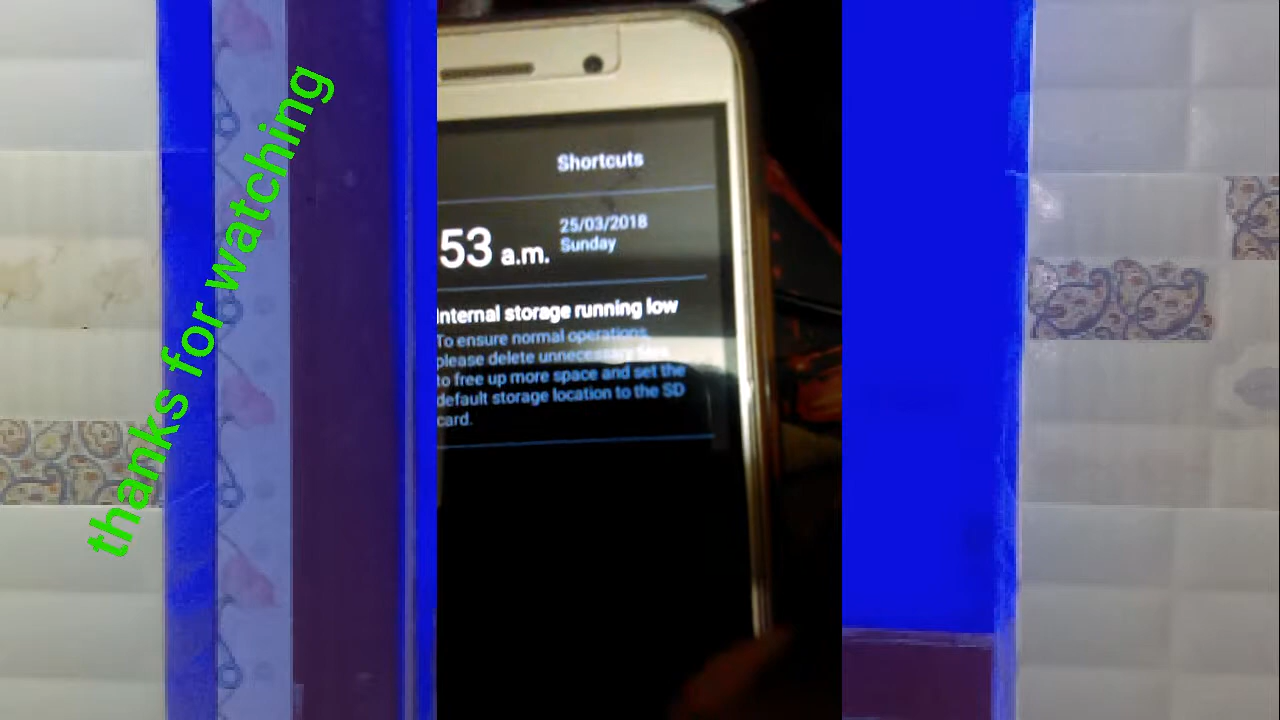 thanks for watching
Shortcuts
53 a.m.
25/03/2018
Sunday
Internal storage running low
To ensure normal operations,
please delete unnecessary files
to free up more space and set the
default storage location to the SD
card.